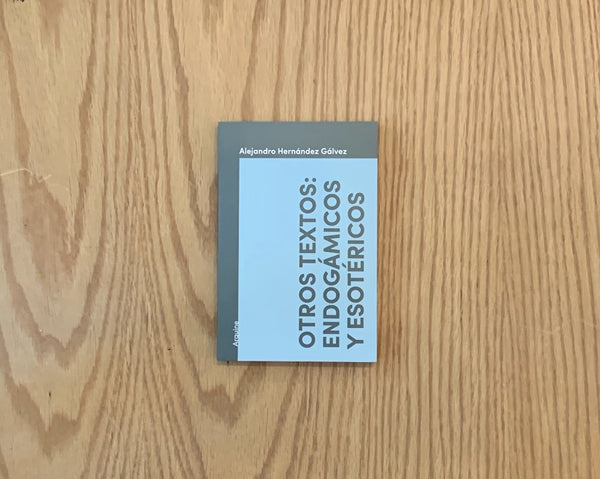 Alejandro Hernández Gálvez
OTROS TEXTOS:
ENDOGÁMICOS
Y ESOTÉRICOS
Arquine